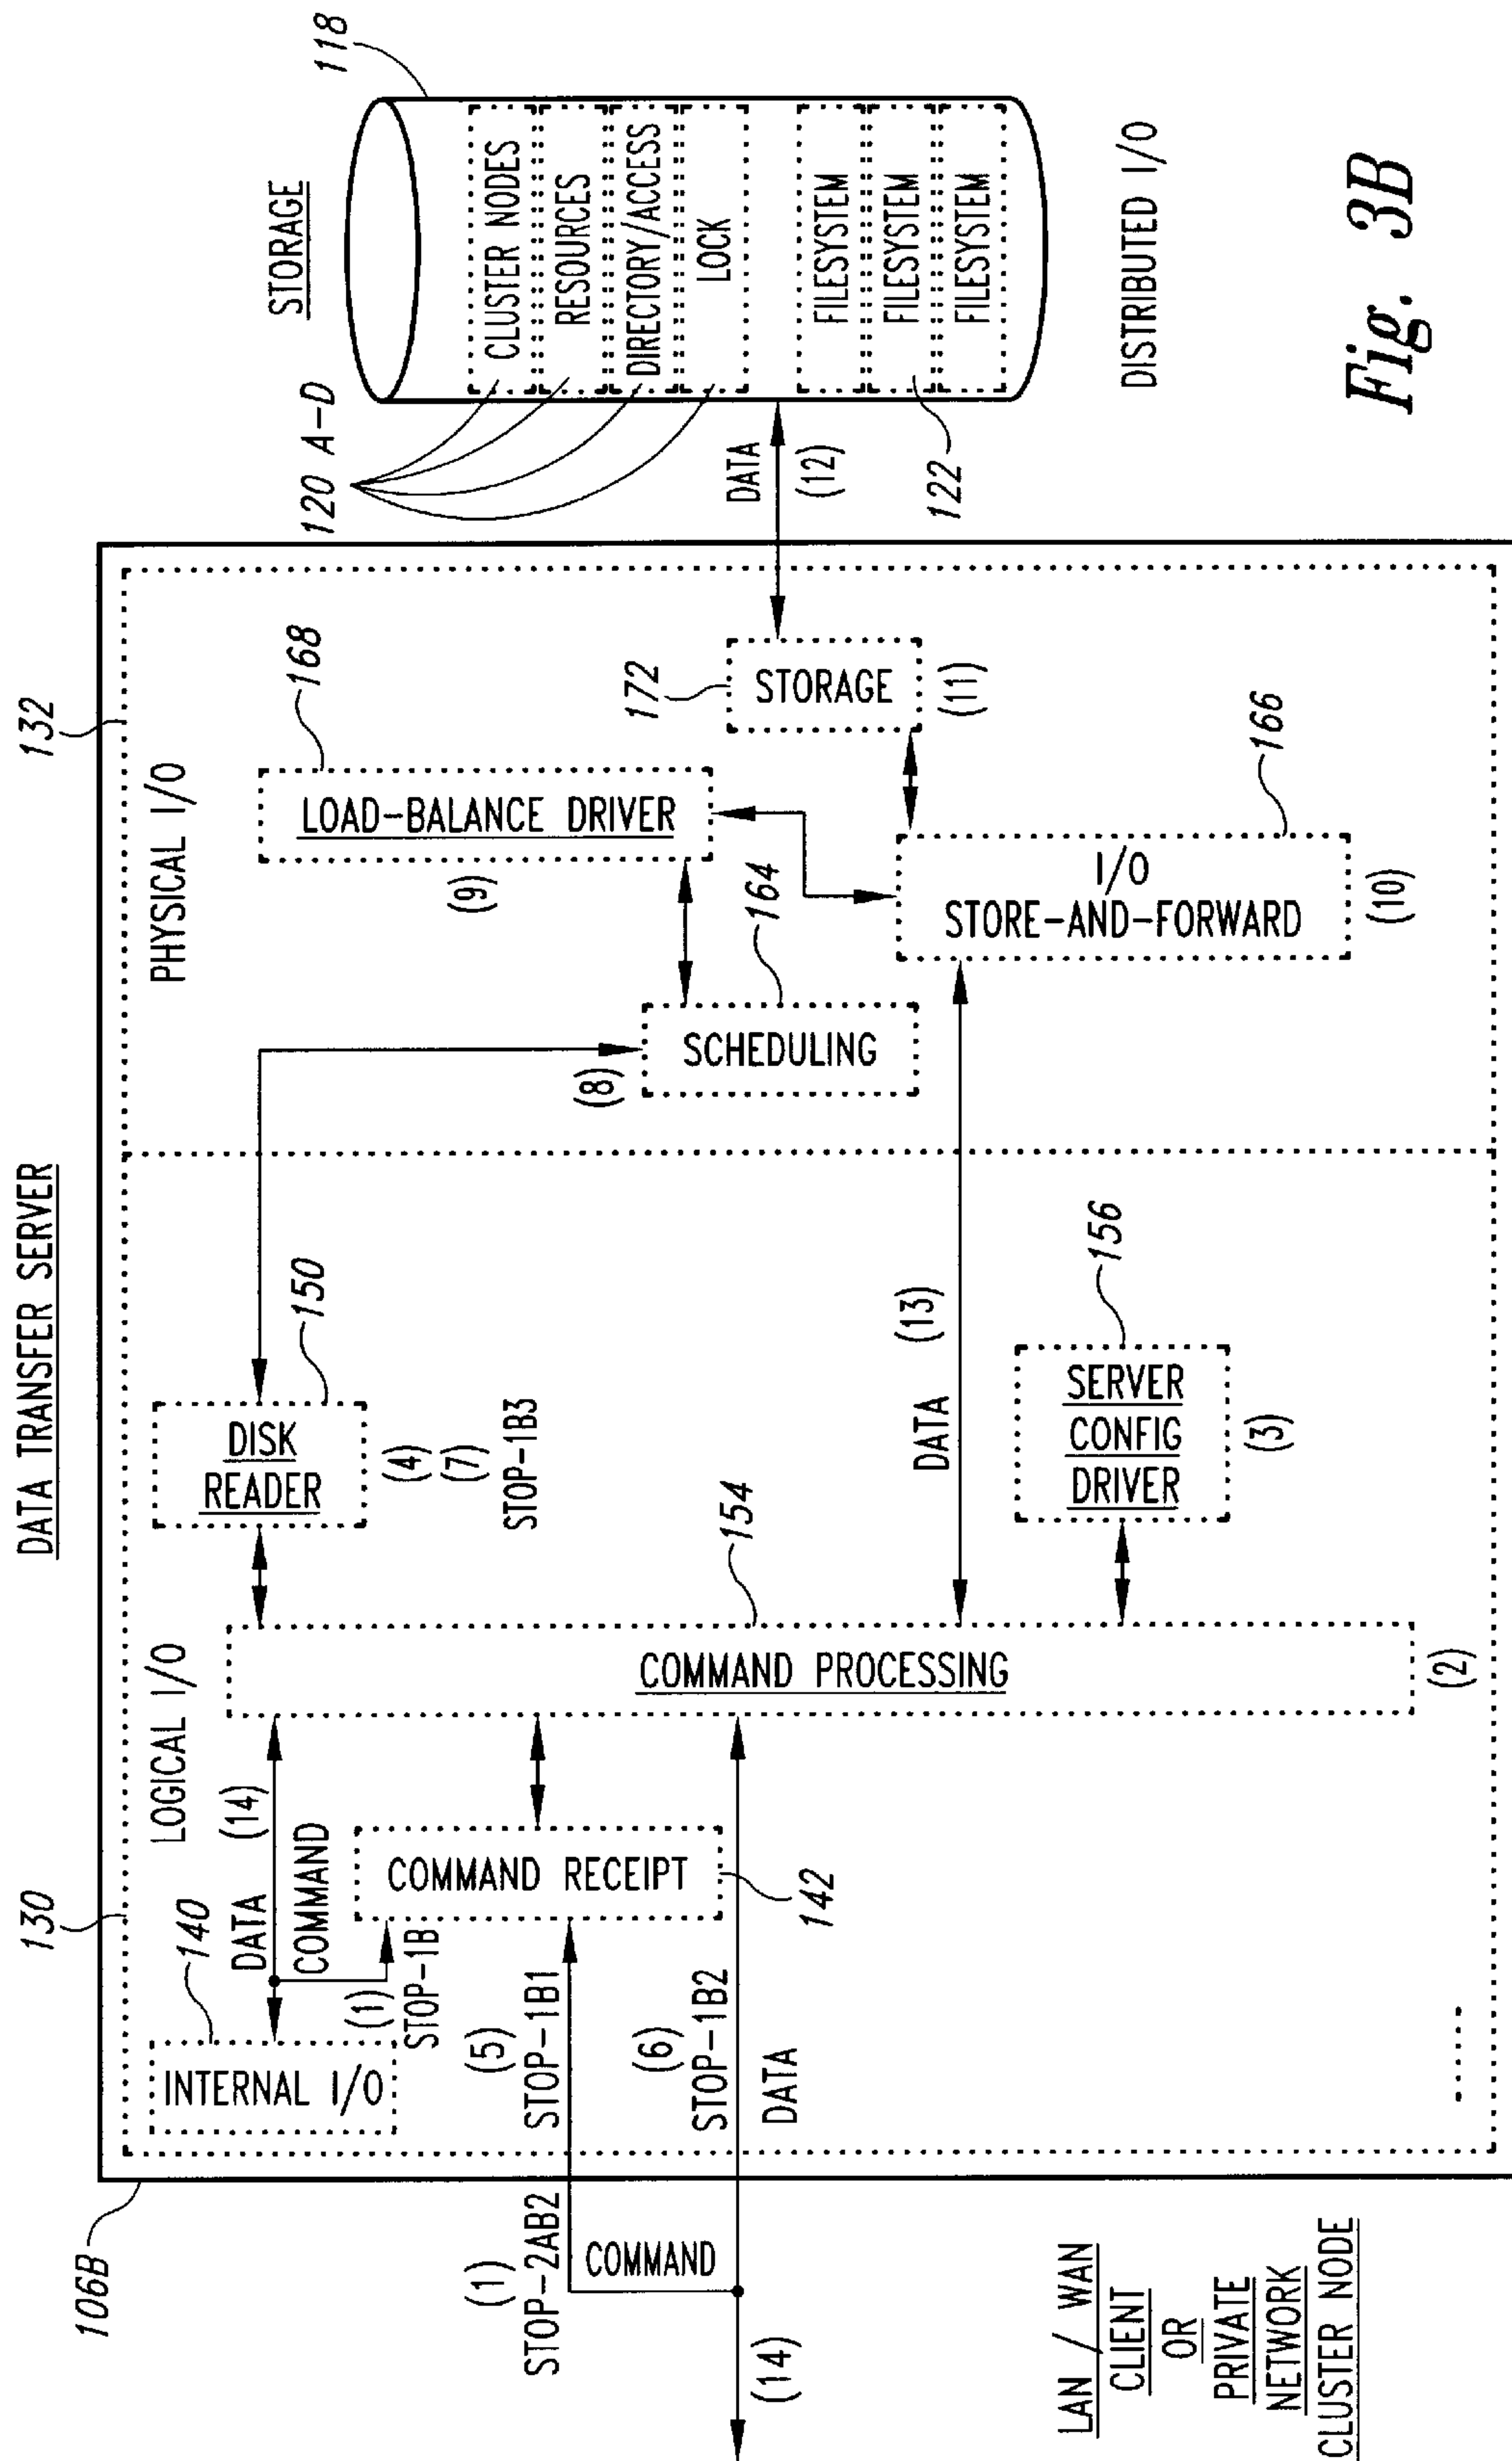 DATA TRANSFER SERVER
106B
130
132
LOGICAL I/O
PHYSICAL I/O
140
INTERNAL I/O
DATA
(14)
COMMAND
(1)
STOP-1B
COMMAND RECEIPT
142
(5)
STOP-1B1
(6)
STOP-1B2
DATA
(1)
STOP-2AB2
COMMAND
(14)
LAN / WAN
CLIENT
OR
PRIVATE
NETWORK
CLUSTER NODE
COMMAND PROCESSING
154
(2)
DISK
READER
150
(4)
(7)
STOP-1B3
DATA
(13)
SERVER
CONFIG
DRIVER
156
(3)
SCHEDULING
164
(8)
LOAD-BALANCE DRIVER
168
(9)
I/O
STORE-AND-FORWARD
166
(10)
STORAGE
172
(11)
DATA
(12)
STORAGE
118
120 A-D
CLUSTER NODES
RESOURCES
DIRECTORY/ACCESS
LOCK
FILESYSTEM
FILESYSTEM
FILESYSTEM
122
DISTRIBUTED I/O
Fig. 3B